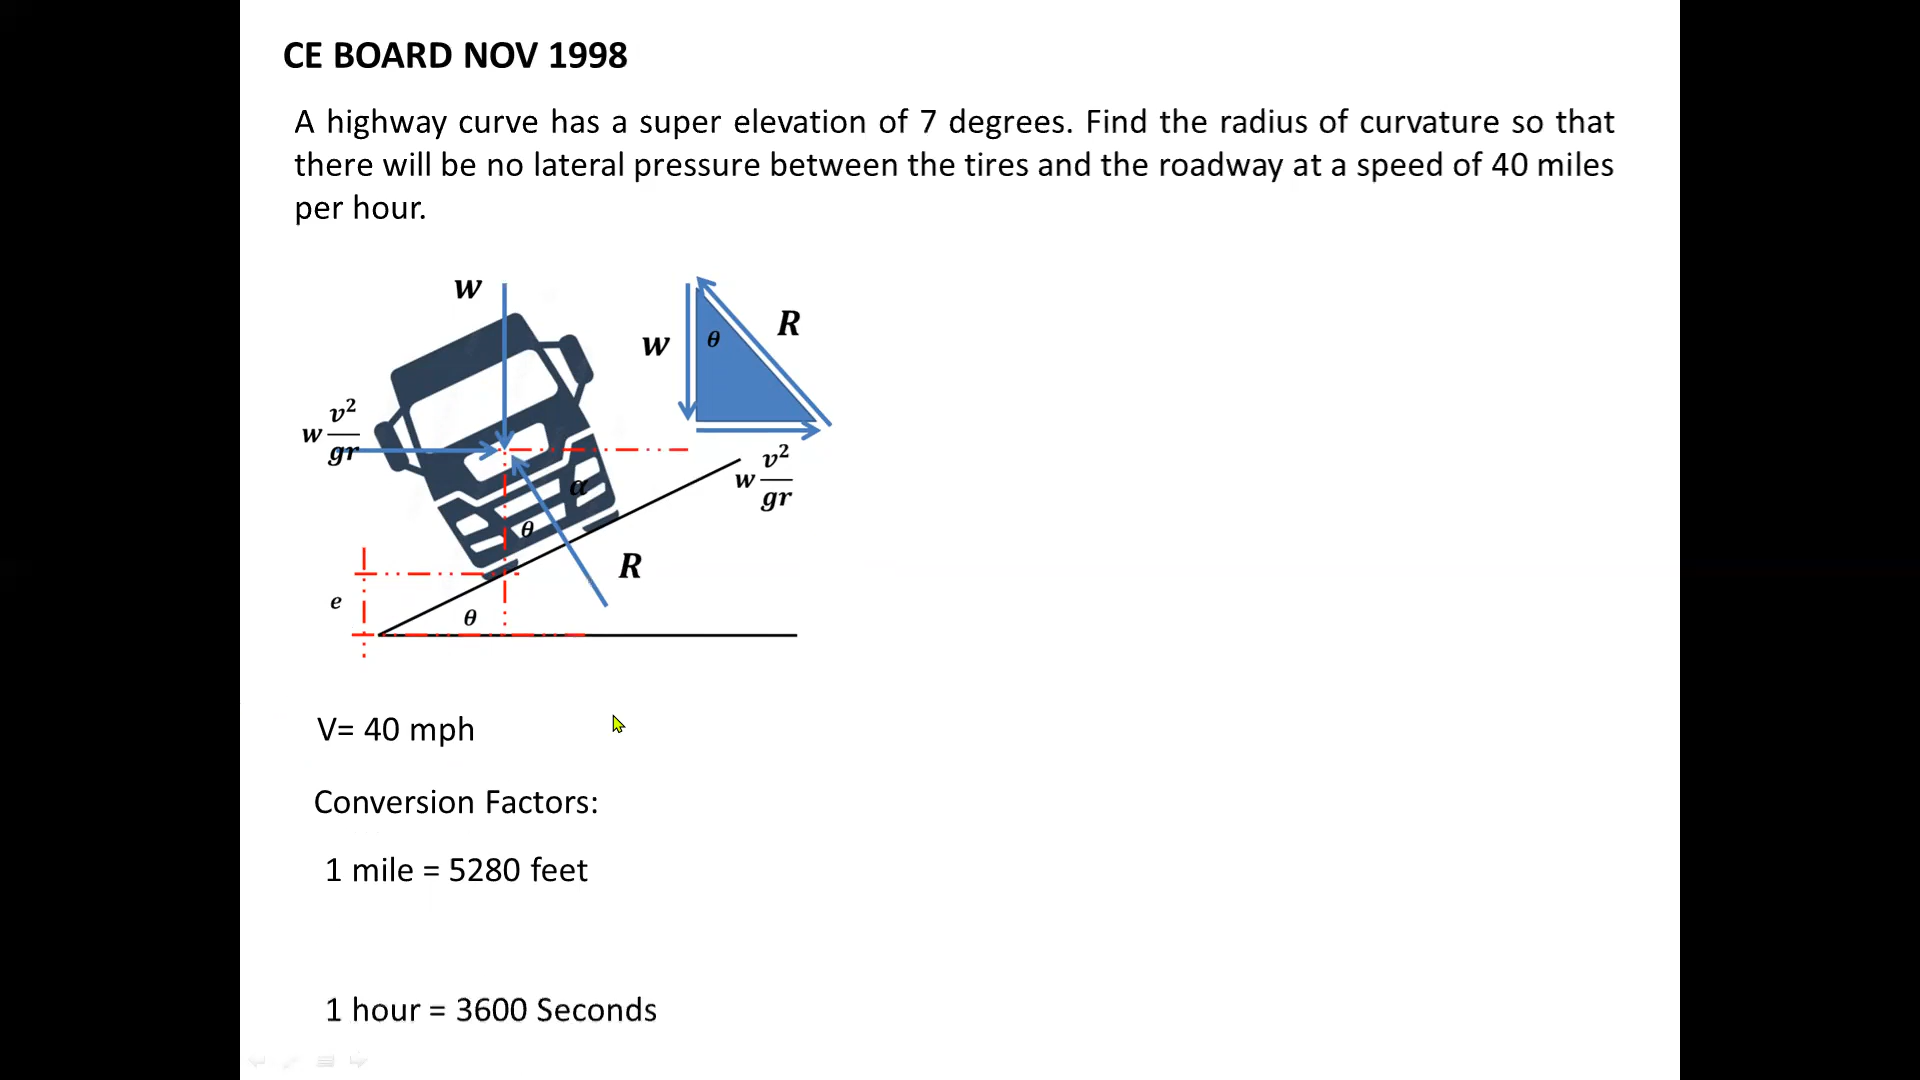 CE BOARD NOV 1998
A highway curve has a super elevation of 7 degrees. Find the radius of curvature so that
there will be no lateral pressure between the tires and the roadway at a speed of 40 miles
per hour.
w
w
θ
R
w v²/gr
w v²/gr
α
θ
R
e
θ
V= 40 mph
Conversion Factors:
1 mile = 5280 feet
1 hour = 3600 Seconds